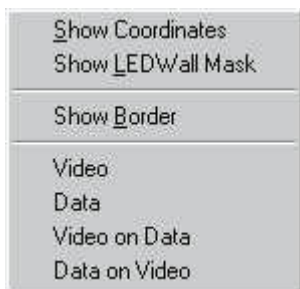 Show Coordinates
Show LEDWall Mask
Show Border
Video
Data
Video on Data
Data on Video